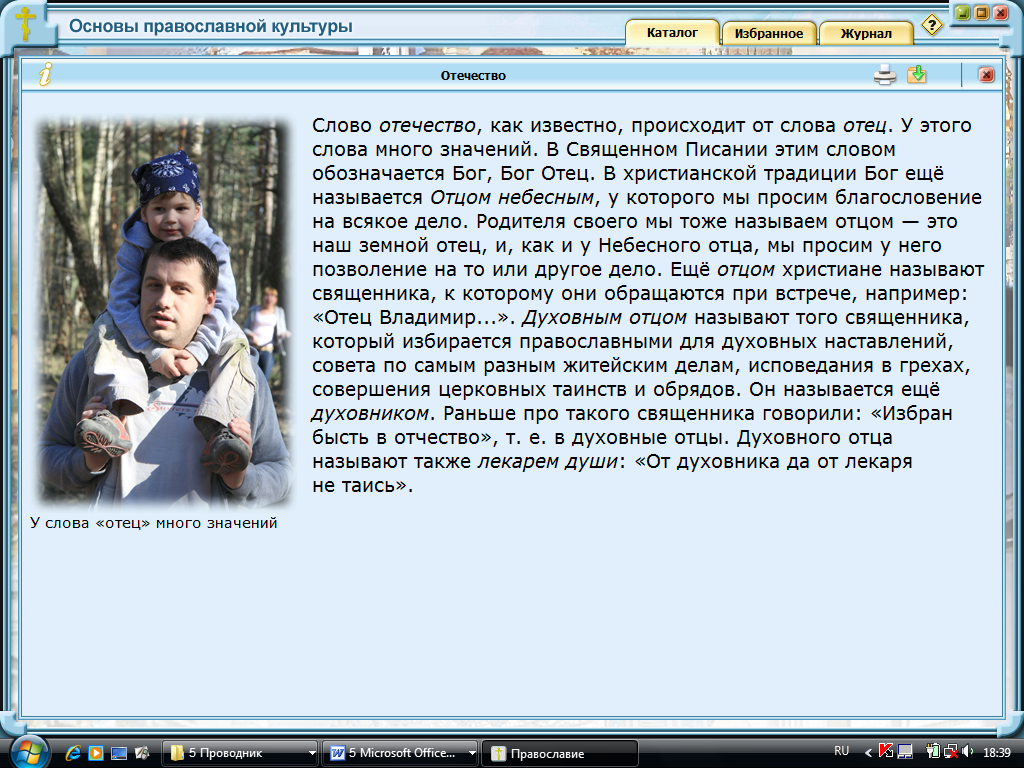 Основы православной культуры
Каталог
Избранное
Журнал
?
Отечество
Слово отечество, как известно, происходит от слова отец. У этого
слова много значений. В Священном Писании этим словом
обозначается Бог, Бог Отец. В христианской традиции Бог ещё
называется Отцом небесным, у которого мы просим благословение
на всякое дело. Родителя своего мы тоже называем отцом — это
наш земной отец, и, как и у Небесного отца, мы просим у него
позволение на то или другое дело. Ещё отцом христиане называют
священника, к которому они обращаются при встрече, например:
«Отец Владимир...». Духовным отцом называют того священника,
который избирается православными для духовных наставлений,
совета по самым разным житейским делам, исповедания в грехах,
совершения церковных таинств и обрядов. Он называется ещё
духовником. Раньше про такого священника говорили: «Избран
бысть в отчество», т. е. в духовные отцы. Духовного отца
называют также лекарем души: «От духовника да от лекаря
не таись».
У слова «отец» много значений
5 Проводник
5 Microsoft Office...
Православие
RU
18:39